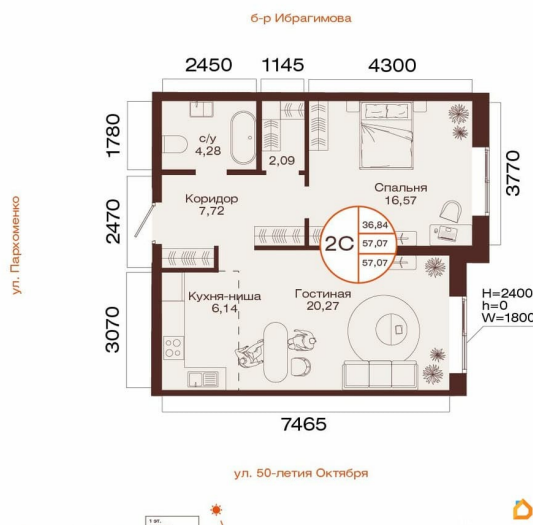 б-р Ибрагимова
2450 1145 4300
1780
с/у
4,28
2,09
3770
Спальня
16,57
Коридор
7,72
2470
ул. Пархоменко
2С
36,84
57,07
57,07
Кухня-ниша
6,14
Гостиная
20,27
3070
H=2400
h=0
W=1800
7465
ул. 50-летия Октября
1 эт.